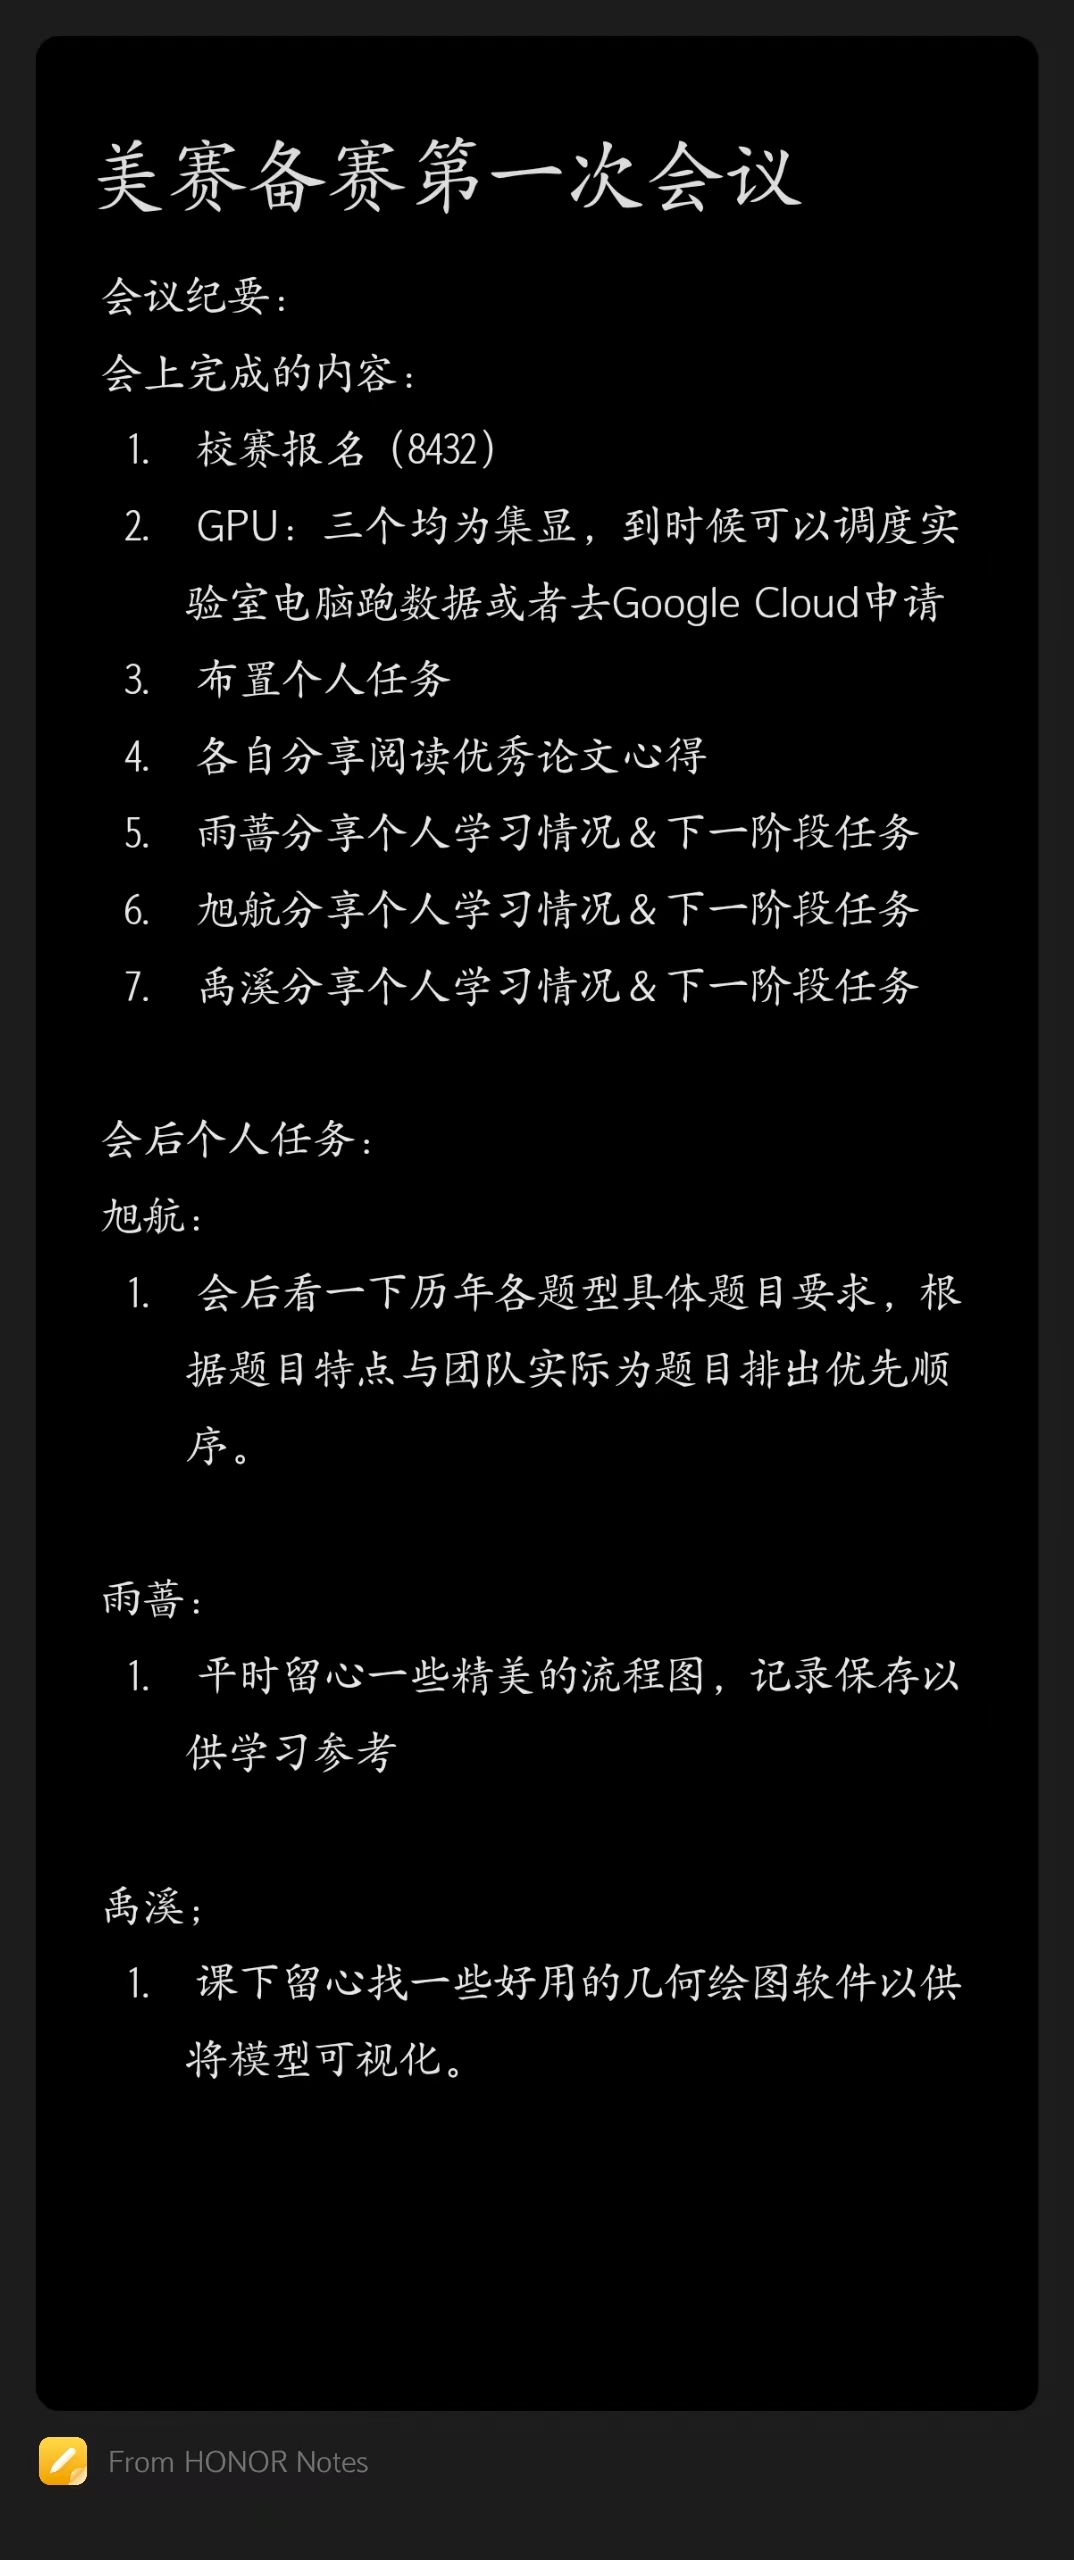 美赛备赛第一次会议
会议纪要：
会上完成的内容：
1. 校赛报名（8432）
2. GPU：三个均为集显，到时候可以调度实
验室电脑跑数据或者去Google Cloud申请
3. 布置个人任务
4. 各自分享阅读优秀论文心得
5. 雨蔷分享个人学习情况＆下一阶段任务
6. 旭航分享个人学习情况＆下一阶段任务
7. 禹溪分享个人学习情况＆下一阶段任务
会后个人任务：
旭航：
1. 会后看一下历年各题型具体题目要求，根
据题目特点与团队实际为题目排出优先顺
序。
雨蔷：
1. 平时留心一些精美的流程图，记录保存以
供学习参考
禹溪；
1. 课下留心找一些好用的几何绘图软件以供
将模型可视化。
From HONOR Notes